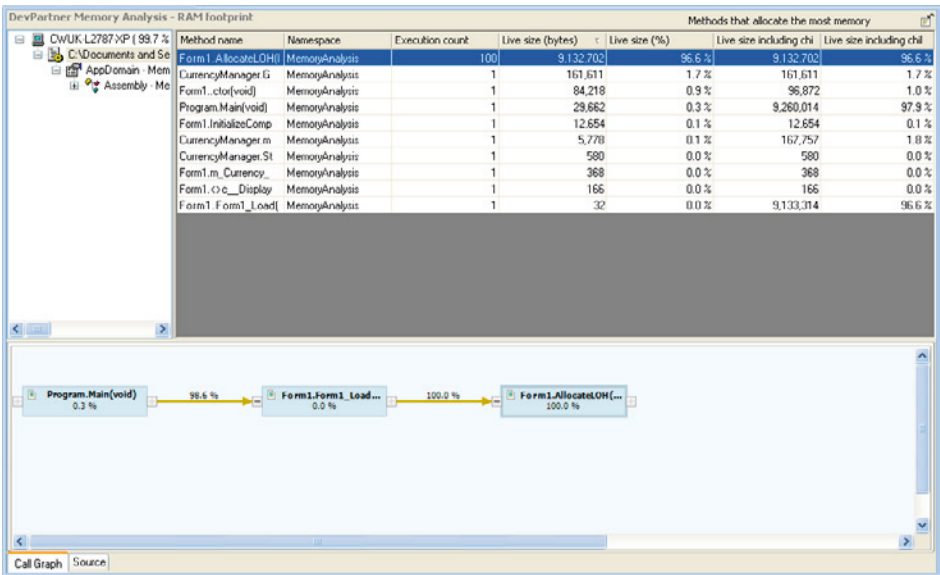 DevPartner Memory Analysis - RAM footprint
Methods that allocate the most memory
CWUK-L2787-XP ( 99.7 %
C:\Documents and Se
AppDomain - Mem
Assembly - Me
Method name Namespace Execution count Live size (bytes) Live size (%) Live size including chi Live size including chil
Form1.AllocateLOH(I MemoryAnalysis 100 9,132,702 96.6 % 9,132,702 96.6 %
CurrencyManager.G MemoryAnalysis 1 161,611 1.7 % 161,611 1.7 %
Form1..ctor(void) MemoryAnalysis 1 84,218 0.9 % 96,872 1.0 %
Program.Main(void) MemoryAnalysis 1 29,662 0.3 % 9,260,014 97.9 %
Form1.InitializeComp MemoryAnalysis 1 12,654 0.1 % 12,654 0.1 %
CurrencyManager.m MemoryAnalysis 1 5,778 0.1 % 167,757 1.8 %
CurrencyManager.St MemoryAnalysis 1 580 0.0 % 580 0.0 %
Form1.m_Currency_ MemoryAnalysis 1 368 0.0 % 368 0.0 %
Form1.<>c__Display MemoryAnalysis 1 166 0.0 % 166 0.0 %
Form1.Form1_Load( MemoryAnalysis 1 32 0.0 % 9,133,314 96.6 %
Program.Main(void) 98.6 % Form1.Form1_Load... 100.0 % Form1.AllocateLOH(...
0.3 % 0.0 % 100.0 %
Call Graph Source